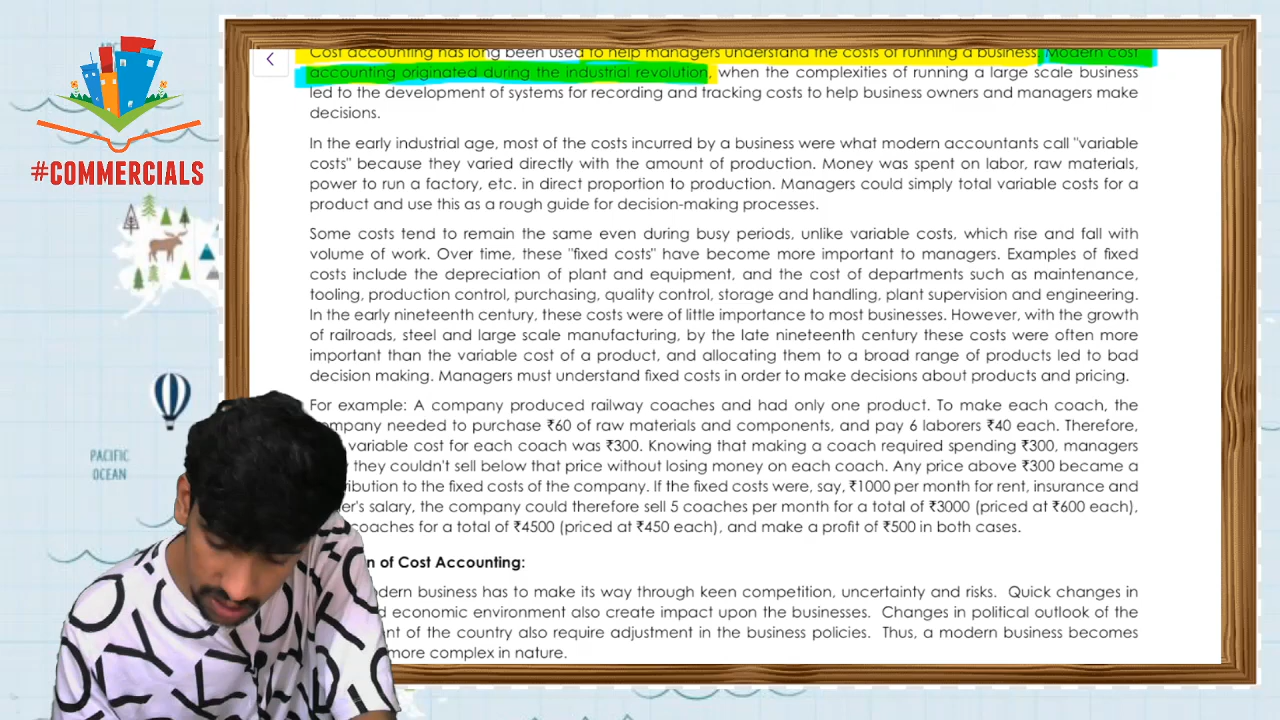 Cost accounting has long been used to help managers understand the costs of running a business. Modern cost
accounting originated during the industrial revolution, when the complexities of running a large scale business
led to the development of systems for recording and tracking costs to help business owners and managers make
decisions.
#COMMERCIALS
In the early industrial age, most of the costs incurred by a business were what modern accountants call "variable
costs" because they varied directly with the amount of production. Money was spent on labor, raw materials,
power to run a factory, etc. in direct proportion to production. Managers could simply total variable costs for a
product and use this as a rough guide for decision-making processes.
Some costs tend to remain the same even during busy periods, unlike variable costs, which rise and fall with
volume of work. Over time, these "fixed costs" have become more important to managers. Examples of fixed
costs include the depreciation of plant and equipment, and the cost of departments such as maintenance,
tooling, production control, purchasing, quality control, storage and handling, plant supervision and engineering.
In the early nineteenth century, these costs were of little importance to most businesses. However, with the growth
of railroads, steel and large scale manufacturing, by the late nineteenth century these costs were often more
important than the variable cost of a product, and allocating them to a broad range of products led to bad
decision making. Managers must understand fixed costs in order to make decisions about products and pricing.
For example: A company produced railway coaches and had only one product. To make each coach, the
mpany needed to purchase ₹60 of raw materials and components, and pay 6 laborers ₹40 each. Therefore,
variable cost for each coach was ₹300. Knowing that making a coach required spending ₹300, managers
they couldn't sell below that price without losing money on each coach. Any price above ₹300 became a
ribution to the fixed costs of the company. If the fixed costs were, say, ₹1000 per month for rent, insurance and
er's salary, the company could therefore sell 5 coaches per month for a total of ₹3000 (priced at ₹600 each),
coaches for a total of ₹4500 (priced at ₹450 each), and make a profit of ₹500 in both cases.
PACIFIC
OCEAN
n of Cost Accounting:
dern business has to make its way through keen competition, uncertainty and risks. Quick changes in
d economic environment also create impact upon the businesses. Changes in political outlook of the
nt of the country also require adjustment in the business policies. Thus, a modern business becomes
more complex in nature.